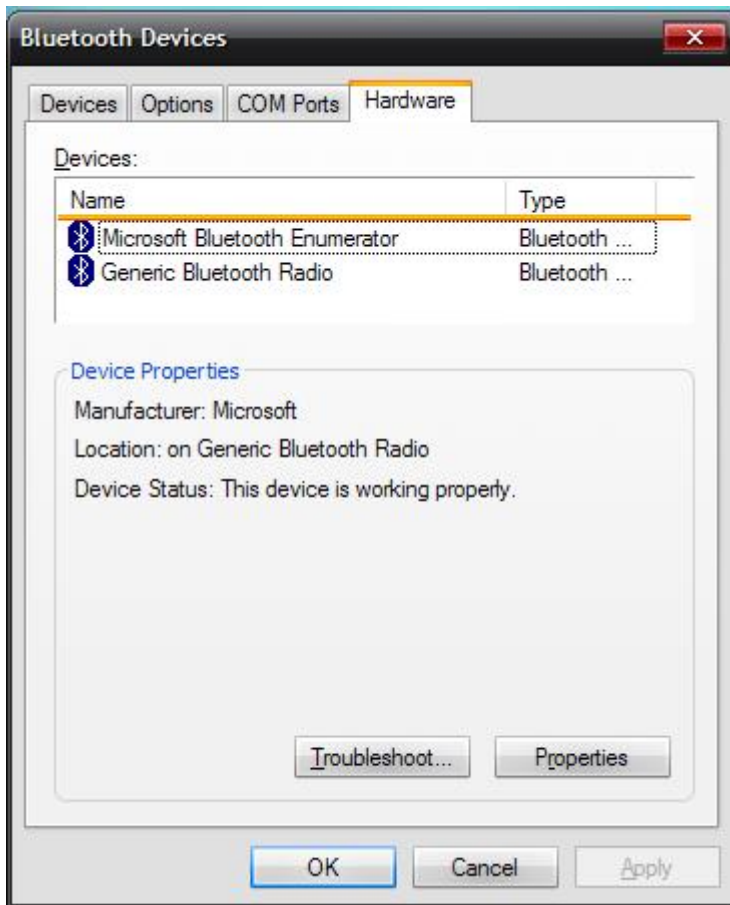 Bluetooth Devices
Devices Options COM Ports Hardware
Devices:
Name Type
Microsoft Bluetooth Enumerator Bluetooth ...
Generic Bluetooth Radio Bluetooth ...
Device Properties
Manufacturer: Microsoft
Location: on Generic Bluetooth Radio
Device Status: This device is working properly.
Troubleshoot... Properties
OK Cancel Apply